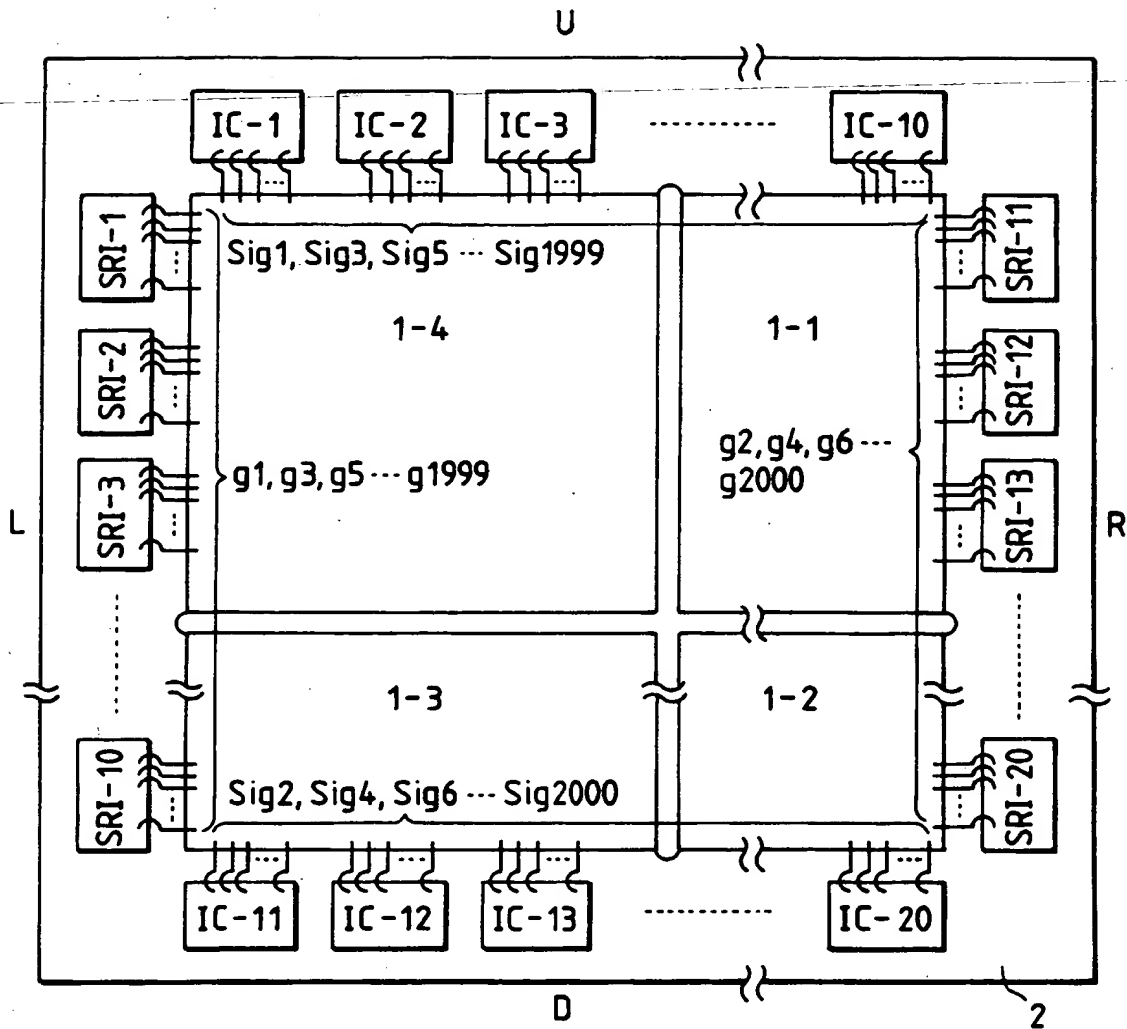 U
IC-1 IC-2 IC-3 ············ IC-10
SRI-1
SRI-11
Sig1, Sig3, Sig5 ··· Sig1999
1-4
1-1
SRI-2
SRI-12
g1, g3, g5 ··· g1999
g2, g4, g6 ···
g2000
SRI-3
SRI-13
L
R
1-3
1-2
SRI-10
SRI-20
Sig2, Sig4, Sig6 ··· Sig2000
IC-11 IC-12 IC-13 ············ IC-20
D
2